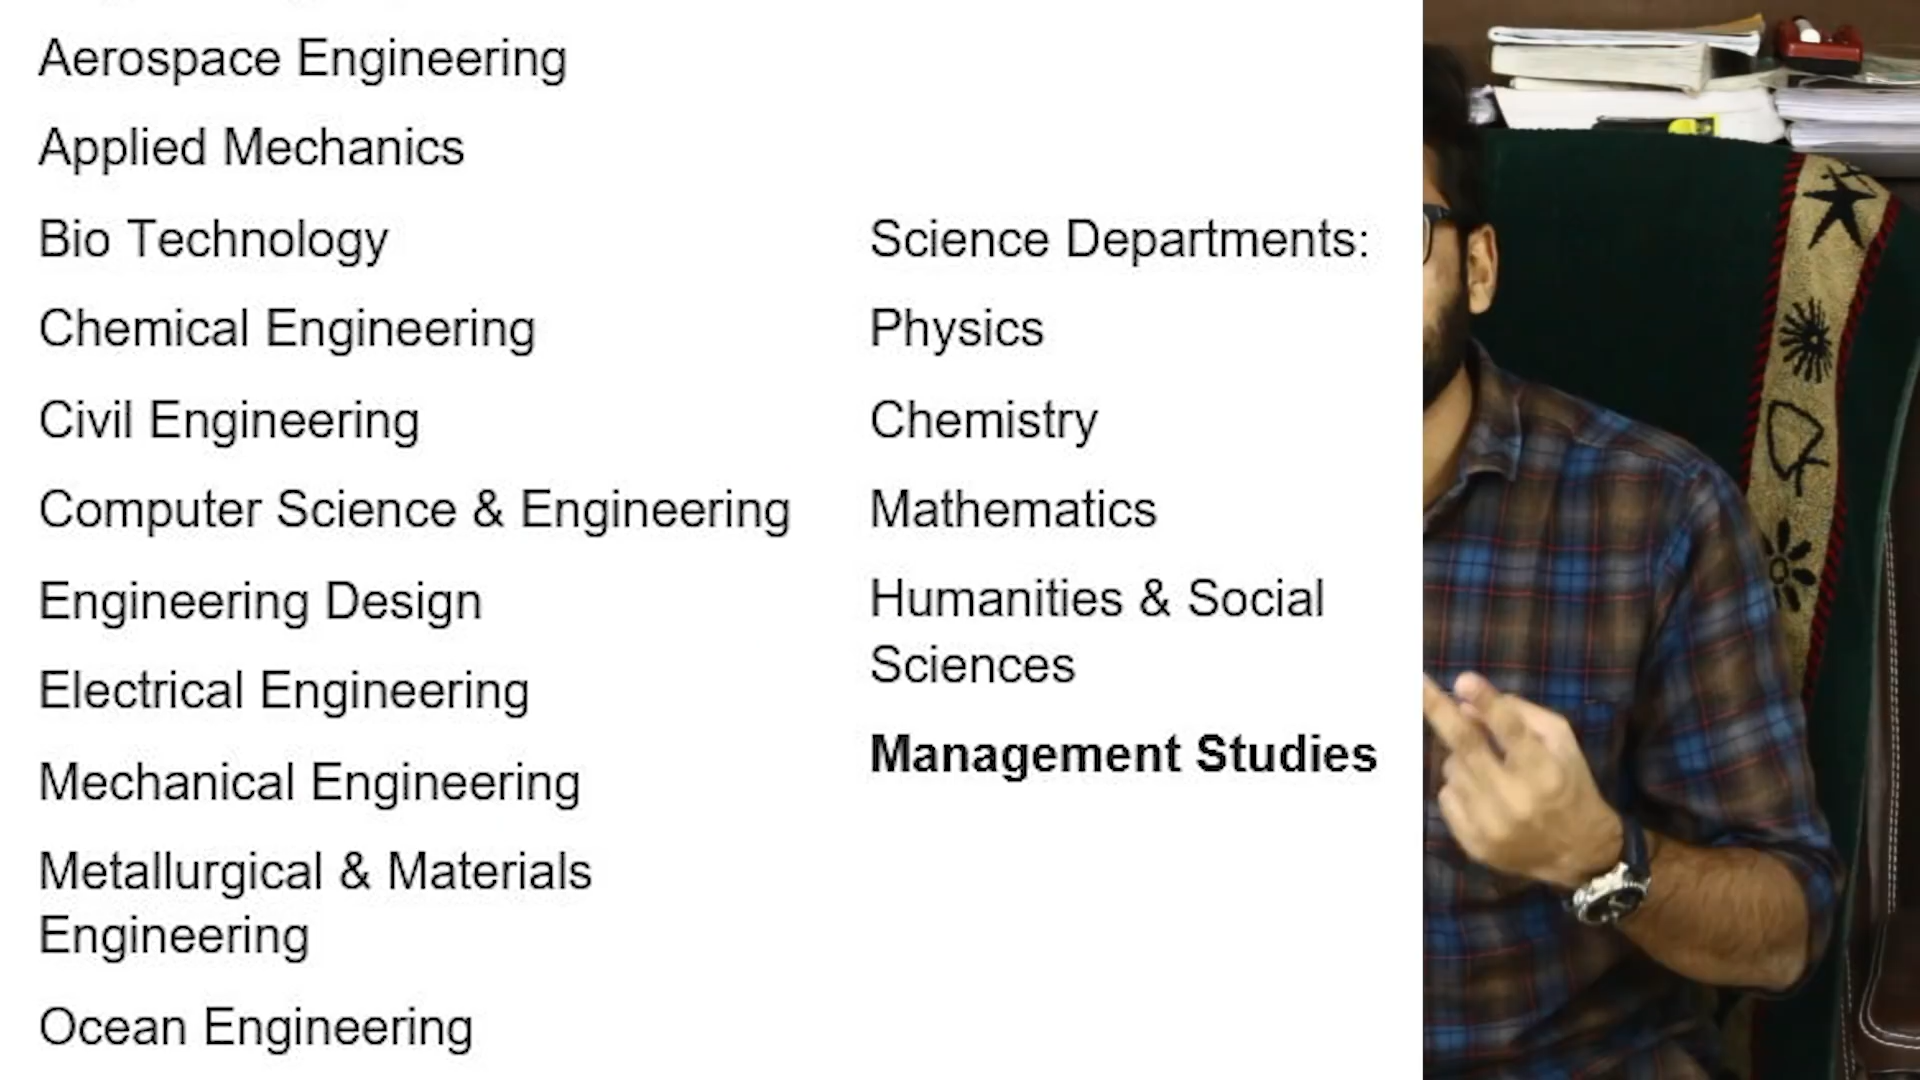 Aerospace Engineering
Applied Mechanics
Bio Technology
Chemical Engineering
Civil Engineering
Computer Science & Engineering
Engineering Design
Electrical Engineering
Mechanical Engineering
Metallurgical & Materials
Engineering
Ocean Engineering
Science Departments:
Physics
Chemistry
Mathematics
Humanities & Social
Sciences
Management Studies